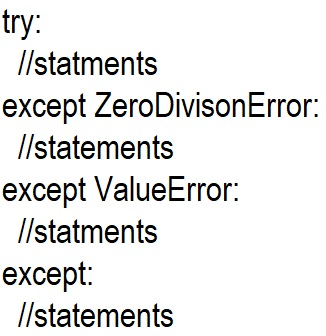 try:
//statments
except ZeroDivisonError:
//statements
except ValueError:
//statments
except:
//statements